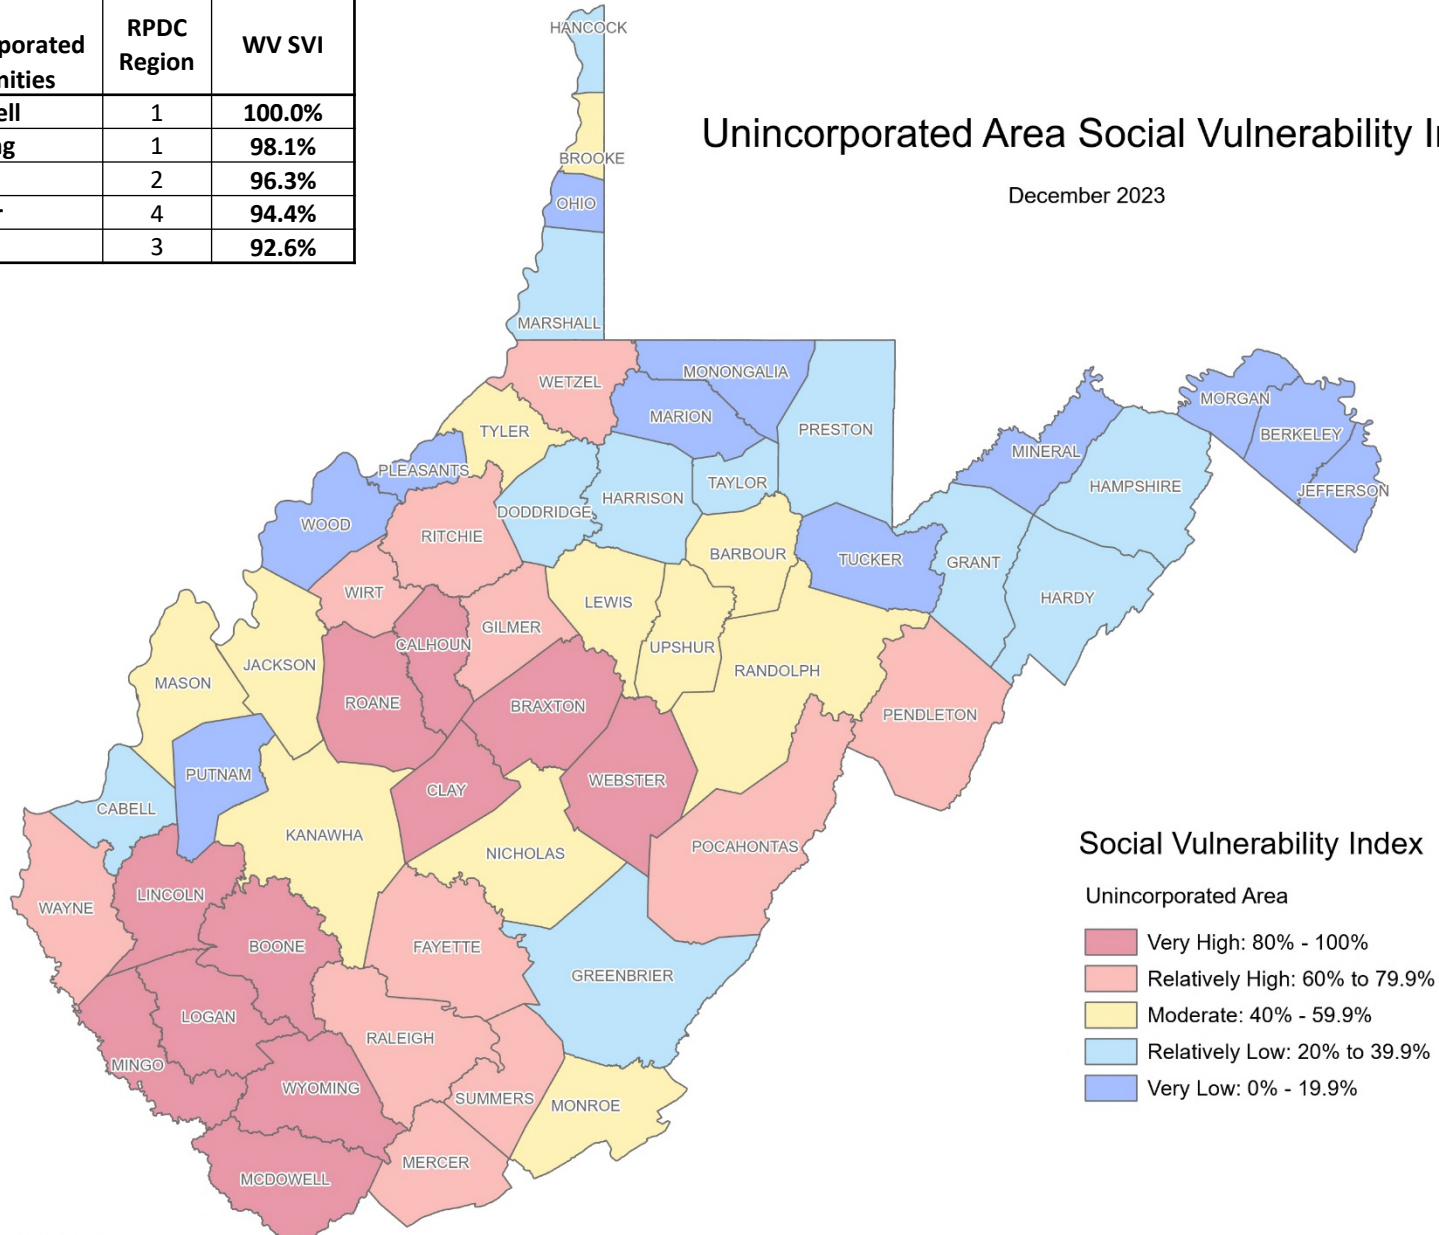 RPDC
Region
WV SVI
1 100.0%
1 98.1%
2 96.3%
4 94.4%
3 92.6%
Unincorporated Area Social Vulnerability
December 2023
HANCOCK
BROOKE
OHIO
MARSHALL
WETZEL
MONONGALIA
MARION
PRESTON
TYLER
PLEASANTS
WOOD
DODDRIDGE
HARRISON
TAYLOR
RITCHIE
BARBOUR
TUCKER
GRANT
MINERAL
HAMPSHIRE
MORGAN
BERKELEY
JEFFERSON
HARDY
WIRT
CALHOUN
GILMER
LEWIS
UPSHUR
RANDOLPH
PENDLETON
MASON
JACKSON
ROANE
BRAXTON
WEBSTER
CLAY
PUTNAM
CABELL
KANAWHA
NICHOLAS
POCAHONTAS
WAYNE
LINCOLN
BOONE
FAYETTE
GREENBRIER
LOGAN
RALEIGH
MINGO
WYOMING
SUMMERS
MONROE
MCDOWELL
MERCER
Social Vulnerability Index
Unincorporated Area
Very High: 80% - 100%
Relatively High: 60% to 79.9%
Moderate: 40% - 59.9%
Relatively Low: 20% to 39.9%
Very Low: 0% - 19.9%